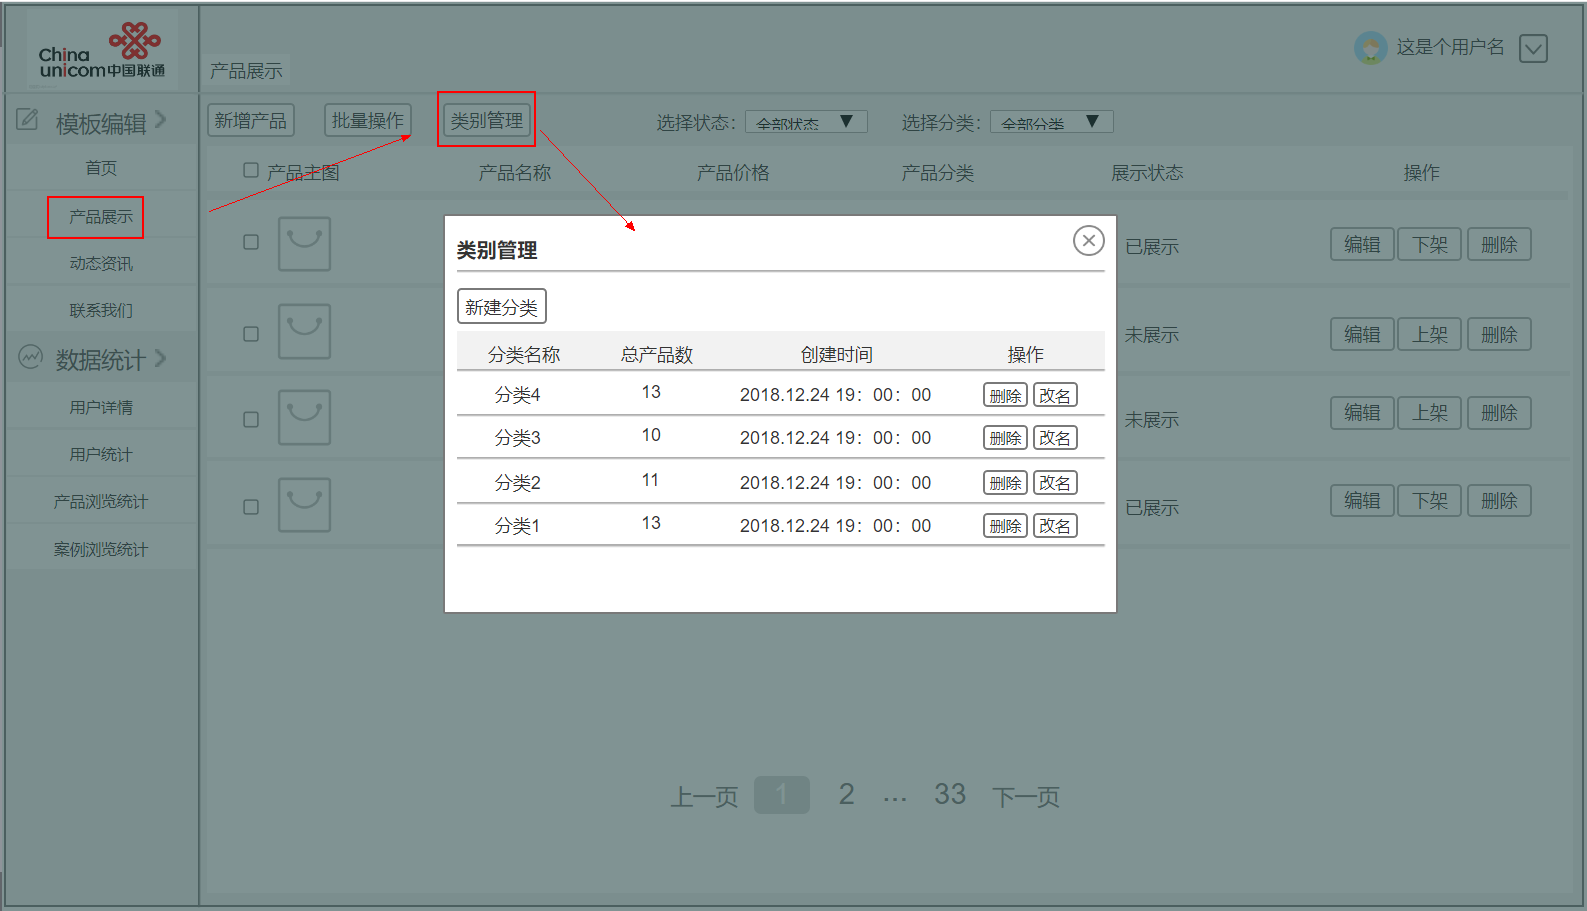 China
unicom中国联通
产品展示
这是个用户名
模板编辑
首页
产品展示
动态资讯
联系我们
数据统计
用户详情
用户统计
产品浏览统计
案例浏览统计
新增产品 批量操作 类别管理 选择状态： 全部状态 ▼ 选择分类： 全部分类 ▼
产品主图 产品名称 产品价格 产品分类 展示状态 操作
已展示 编辑 下架 删除
未展示 编辑 上架 删除
未展示 编辑 上架 删除
已展示 编辑 下架 删除
类别管理
新建分类
分类名称 总产品数 创建时间 操作
分类4 13 2018.12.24 19：00：00 删除 改名
分类3 10 2018.12.24 19：00：00 删除 改名
分类2 11 2018.12.24 19：00：00 删除 改名
分类1 13 2018.12.24 19：00：00 删除 改名
上一页 1 2 ... 33 下一页